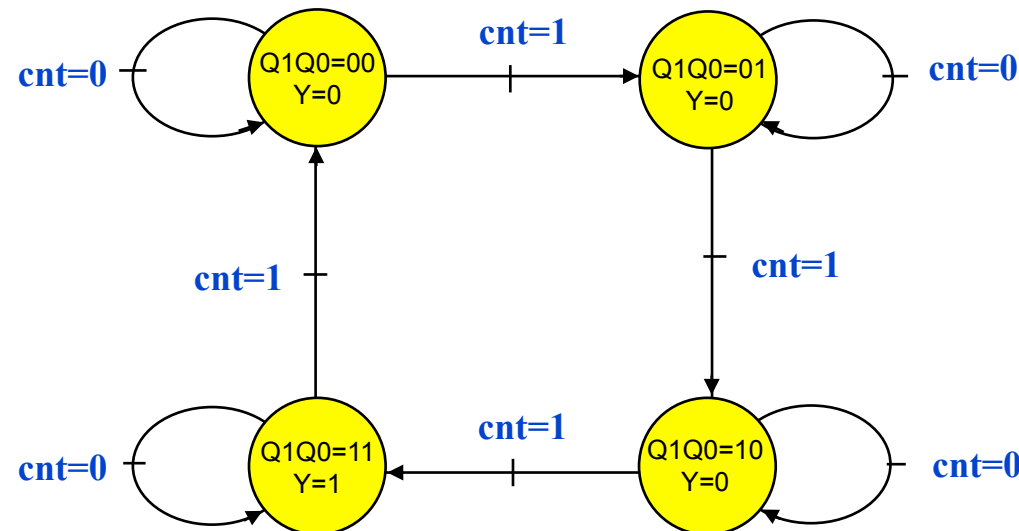 cnt=1
cnt=0
Q1Q0=00
Y=0
Q1Q0=01
Y=0
cnt=0
cnt=1
cnt=1
cnt=1
cnt=0
Q1Q0=11
Y=1
Q1Q0=10
Y=0
cnt=0